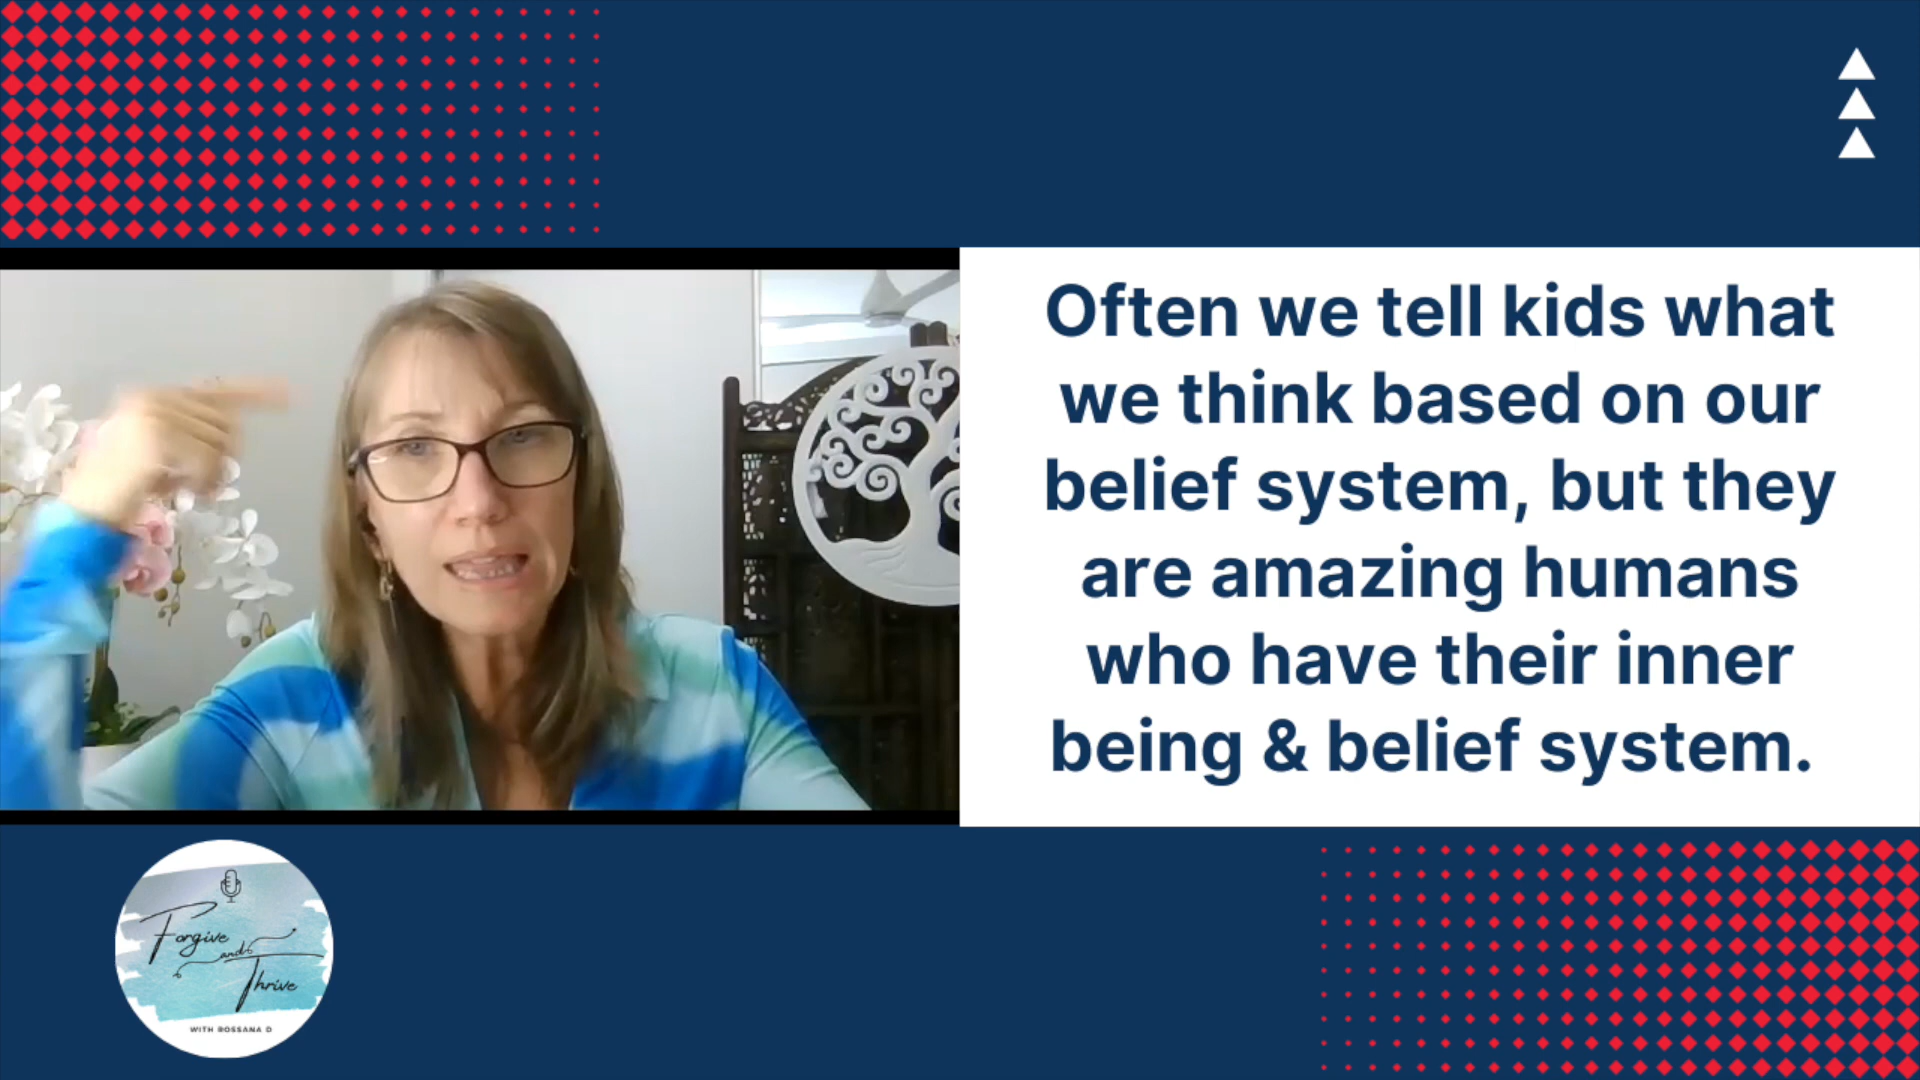 Often we tell kids what
we think based on our
belief system, but they
are amazing humans
who have their inner
being & belief system.
Forgive
and
Thrive
WITH ROSSANA D